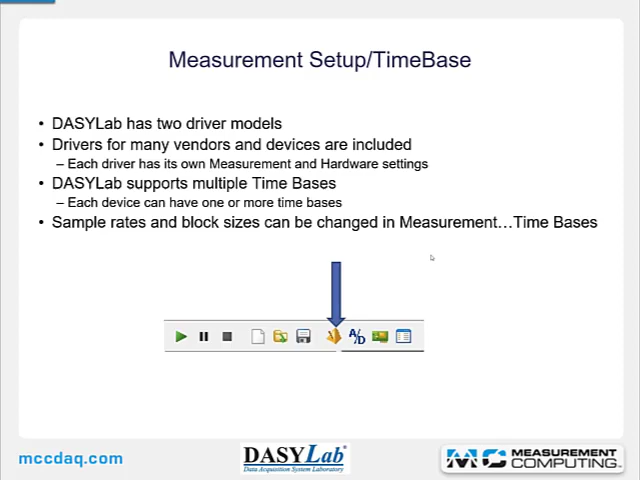 Measurement Setup/TimeBase
• DASYLab has two driver models
• Drivers for many vendors and devices are included
– Each driver has its own Measurement and Hardware settings
• DASYLab supports multiple Time Bases
– Each device can have one or more time bases
• Sample rates and block sizes can be changed in Measurement…Time Bases
A/D
mccdaq.com
DASYLab®
Data Acquisition System Laboratory
MC MEASUREMENT
COMPUTING™